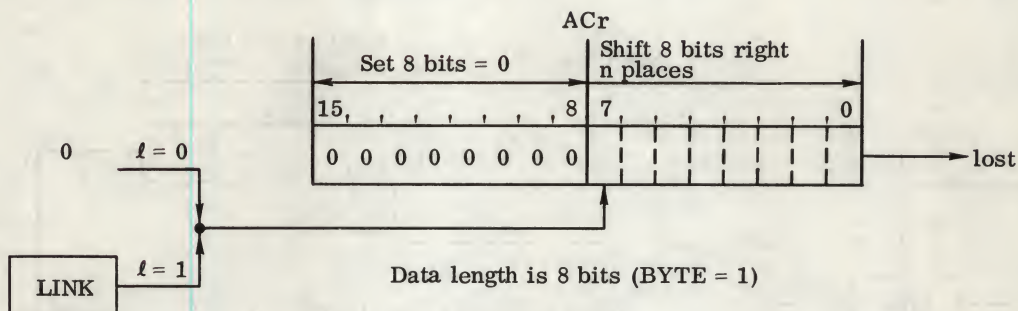 ACr
Set 8 bits = 0
Shift 8 bits right
n places
15 8 7 0
0 ℓ = 0
0 0 0 0 0 0 0 0
lost
ℓ = 1
LINK
Data length is 8 bits (BYTE = 1)